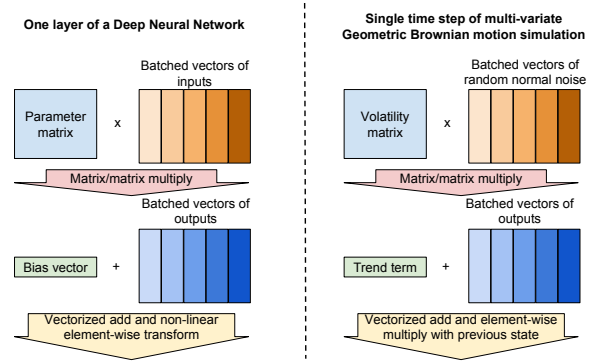 One layer of a Deep Neural Network
Batched vectors of
inputs
Parameter
matrix
x
Matrix/matrix multiply
Batched vectors of
outputs
Bias vector
+
Vectorized add and non-linear
element-wise transform
Single time step of multi-variate
Geometric Brownian motion simulation
Batched vectors of
random normal noise
Volatility
matrix
x
Matrix/matrix multiply
Batched vectors of
outputs
Trend term
+
Vectorized add and element-wise
multiply with previous state